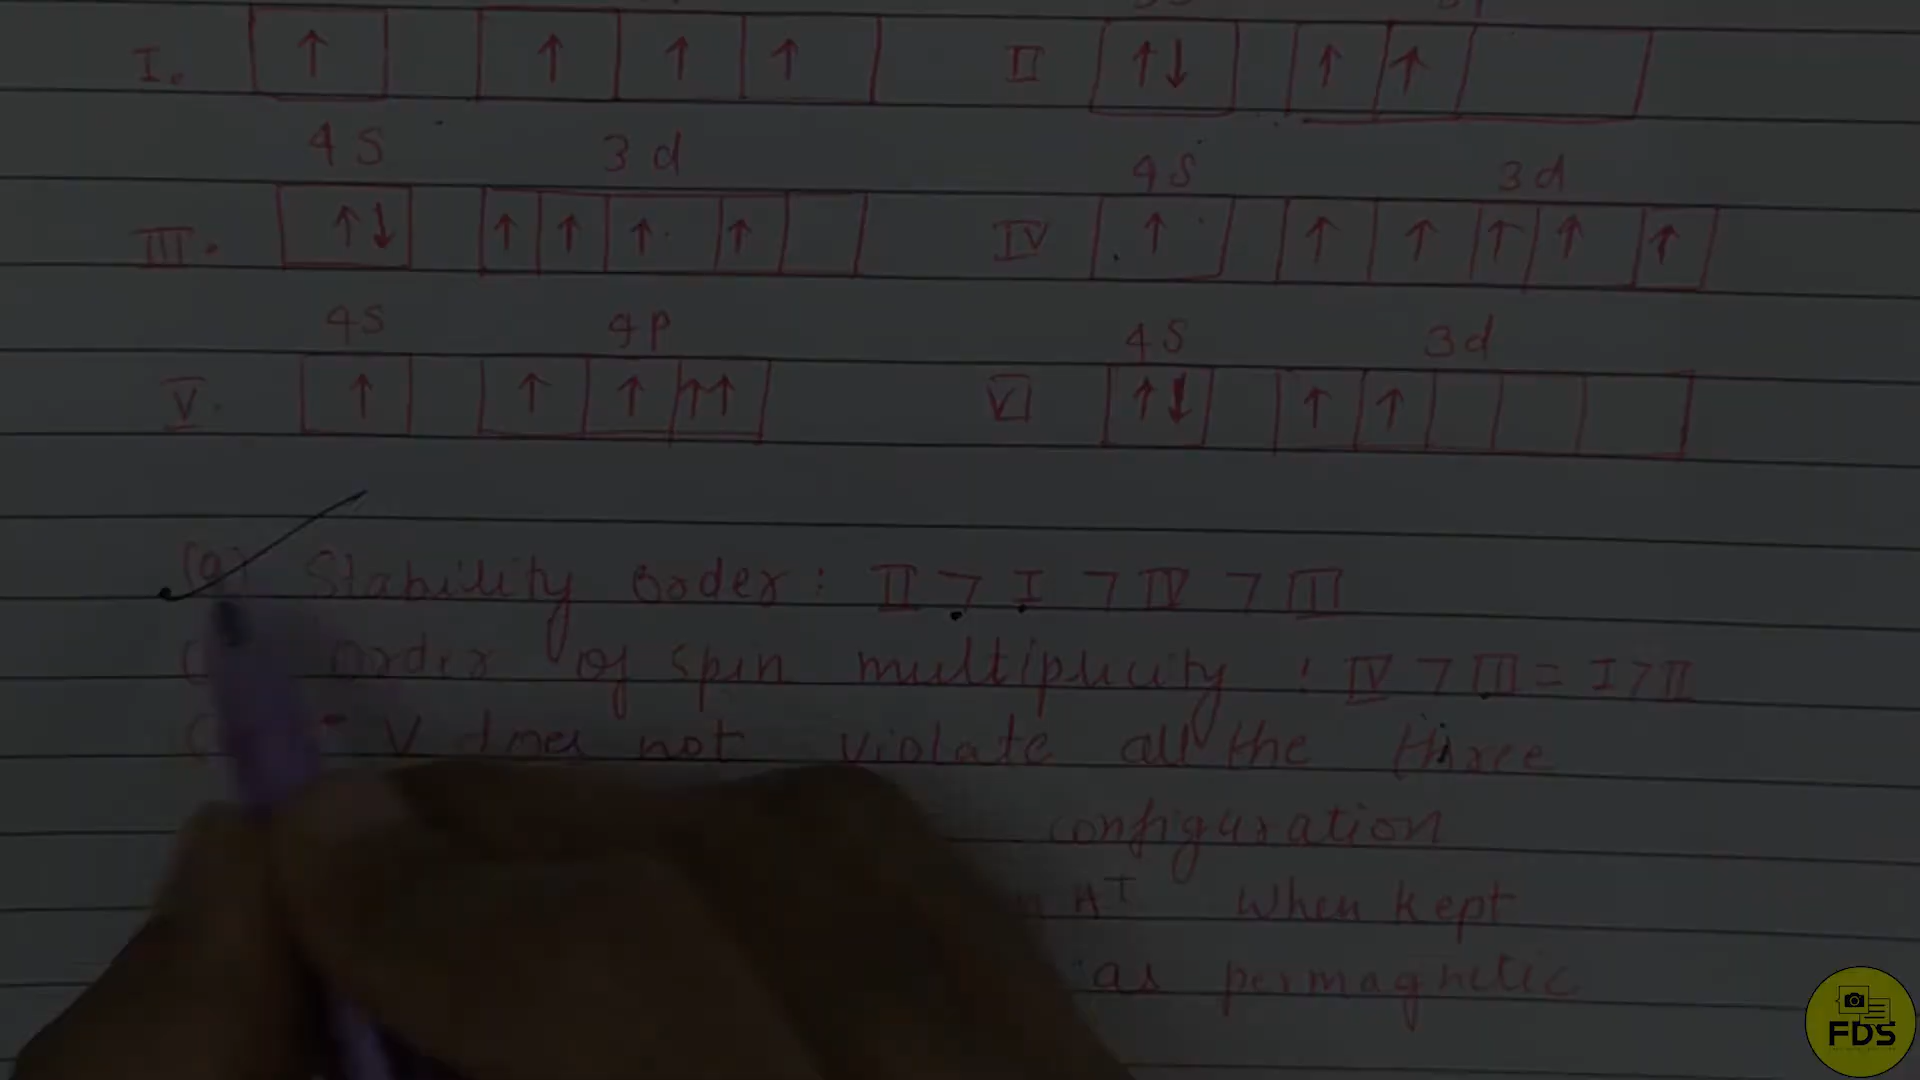 I. ↑ ↑ ↑ ↑ II ↑↓ ↑ ↑
4S 3d 4S 3d
III. ↑↓ ↑ ↑ ↑ ↑ IV ↑ ↑ ↑ ↑ ↑ ↑
4S 4P 4S 3d
V. ↑ ↑ ↑ ↑↑ VI ↑↓ ↑ ↑
(a) Stability order : II > I > IV > III
order of spin multiplicity : IV > III = I > II
V does not violate all the three
configuration
when kept
as permagnetic
FDS